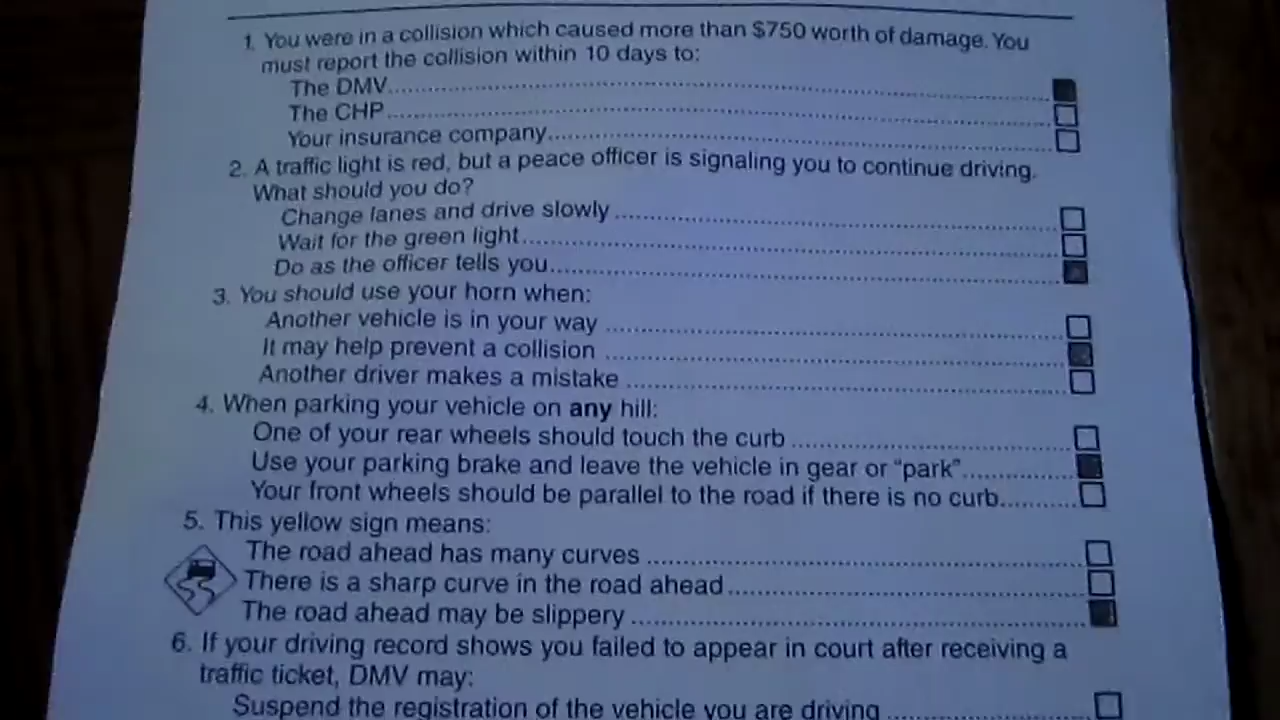 1. You were in a collision which caused more than $750 worth of damage. You
must report the collision within 10 days to:
The DMV
The CHP
Your insurance company
2. A traffic light is red, but a peace officer is signaling you to continue driving.
What should you do?
Change lanes and drive slowly
Wait for the green light
Do as the officer tells you
3. You should use your horn when:
Another vehicle is in your way
It may help prevent a collision
Another driver makes a mistake
4. When parking your vehicle on any hill:
One of your rear wheels should touch the curb
Use your parking brake and leave the vehicle in gear or “park”
Your front wheels should be parallel to the road if there is no curb
5. This yellow sign means:
The road ahead has many curves
There is a sharp curve in the road ahead
The road ahead may be slippery
6. If your driving record shows you failed to appear in court after receiving a
traffic ticket, DMV may:
Suspend the registration of the vehicle you are driving